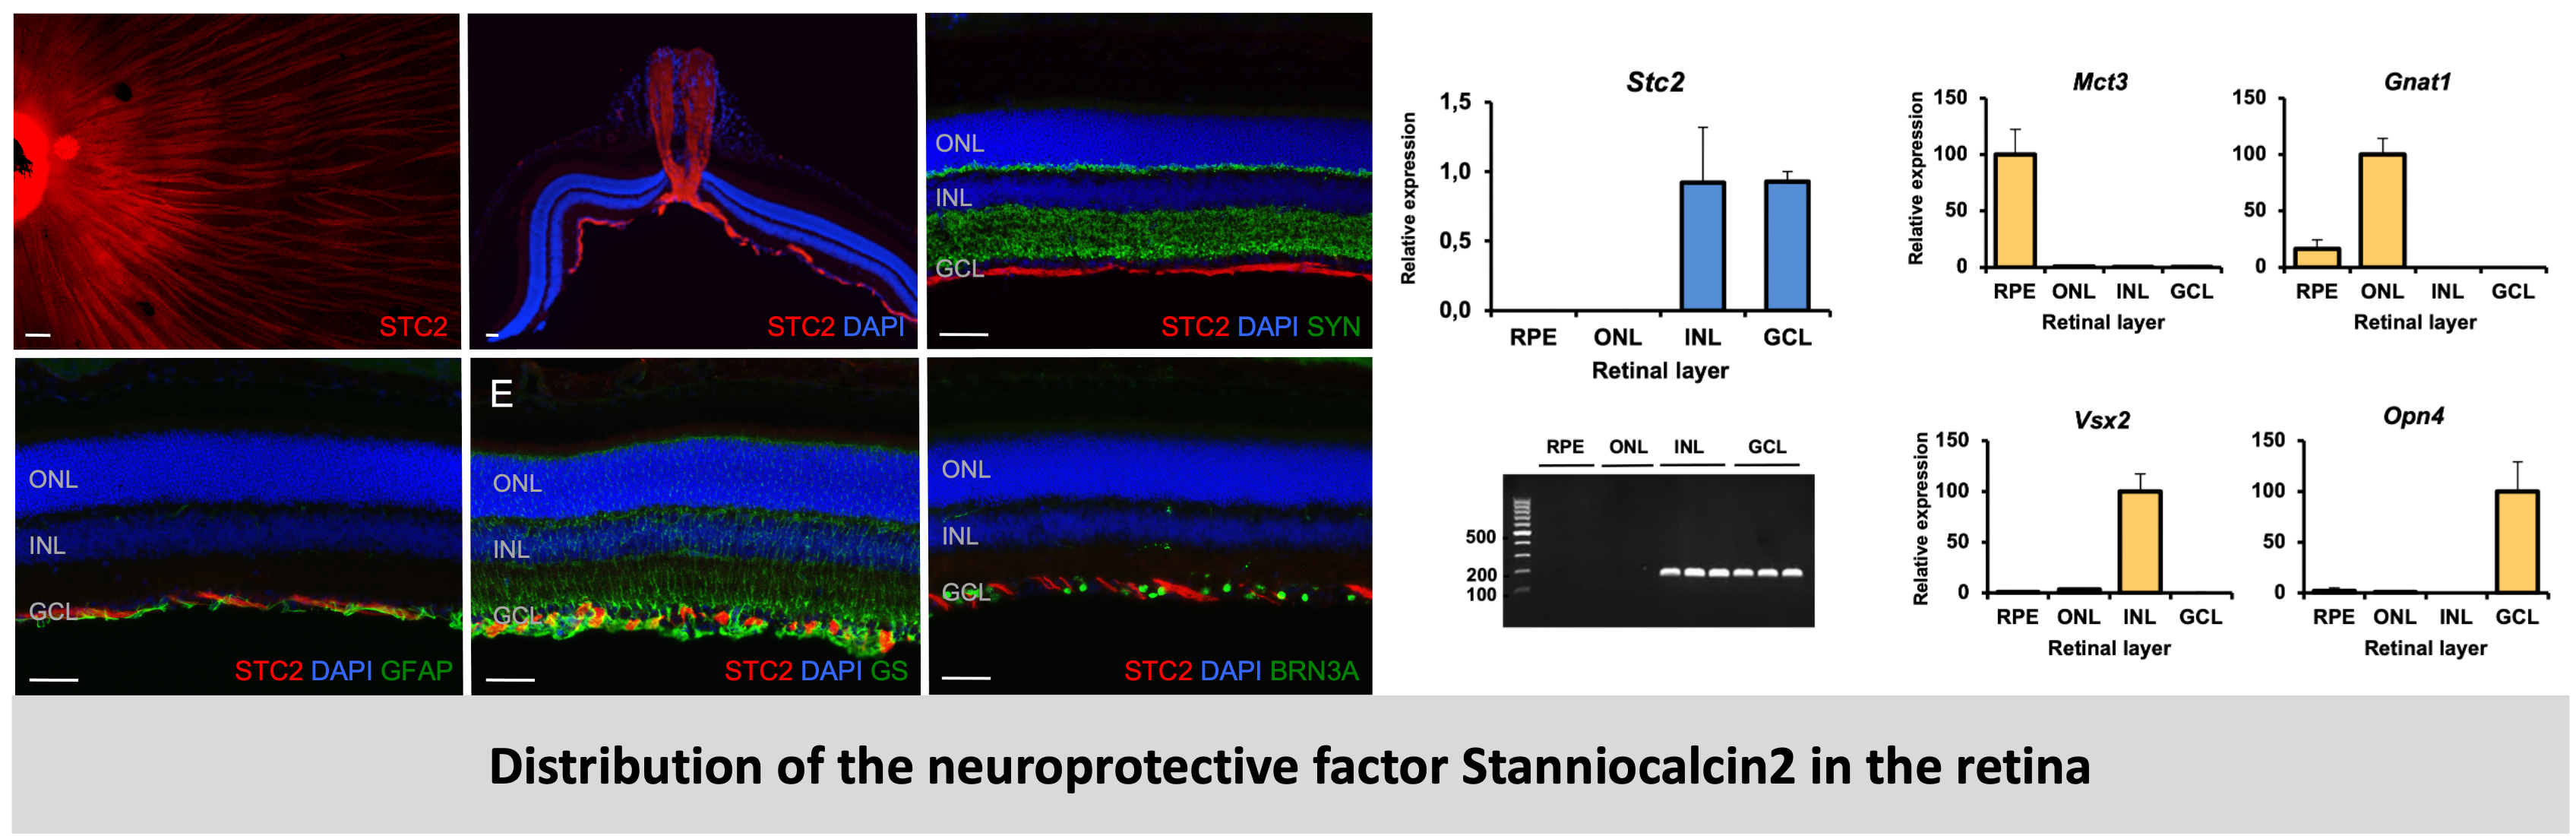 STC2
STC2 DAPI
ONL
INL
GCL
STC2 DAPI SYN
ONL
INL
GCL
STC2 DAPI GFAP
E
ONL
INL
GCL
STC2 DAPI GS
ONL
INL
GCL
STC2 DAPI BRN3A
Stc2
Relative expression
1,5
1,0
0,5
0,0
RPE ONL INL GCL
Retinal layer
RPE ONL INL GCL
500
200
100
Mct3
Relative expression
150
100
50
0
RPE ONL INL GCL
Retinal layer
Gnat1
150
100
50
0
RPE ONL INL GCL
Retinal layer
Vsx2
Relative expression
150
100
50
0
RPE ONL INL GCL
Retinal layer
Opn4
150
100
50
0
RPE ONL INL GCL
Retinal layer
Distribution of the neuroprotective factor Stanniocalcin2 in the retina